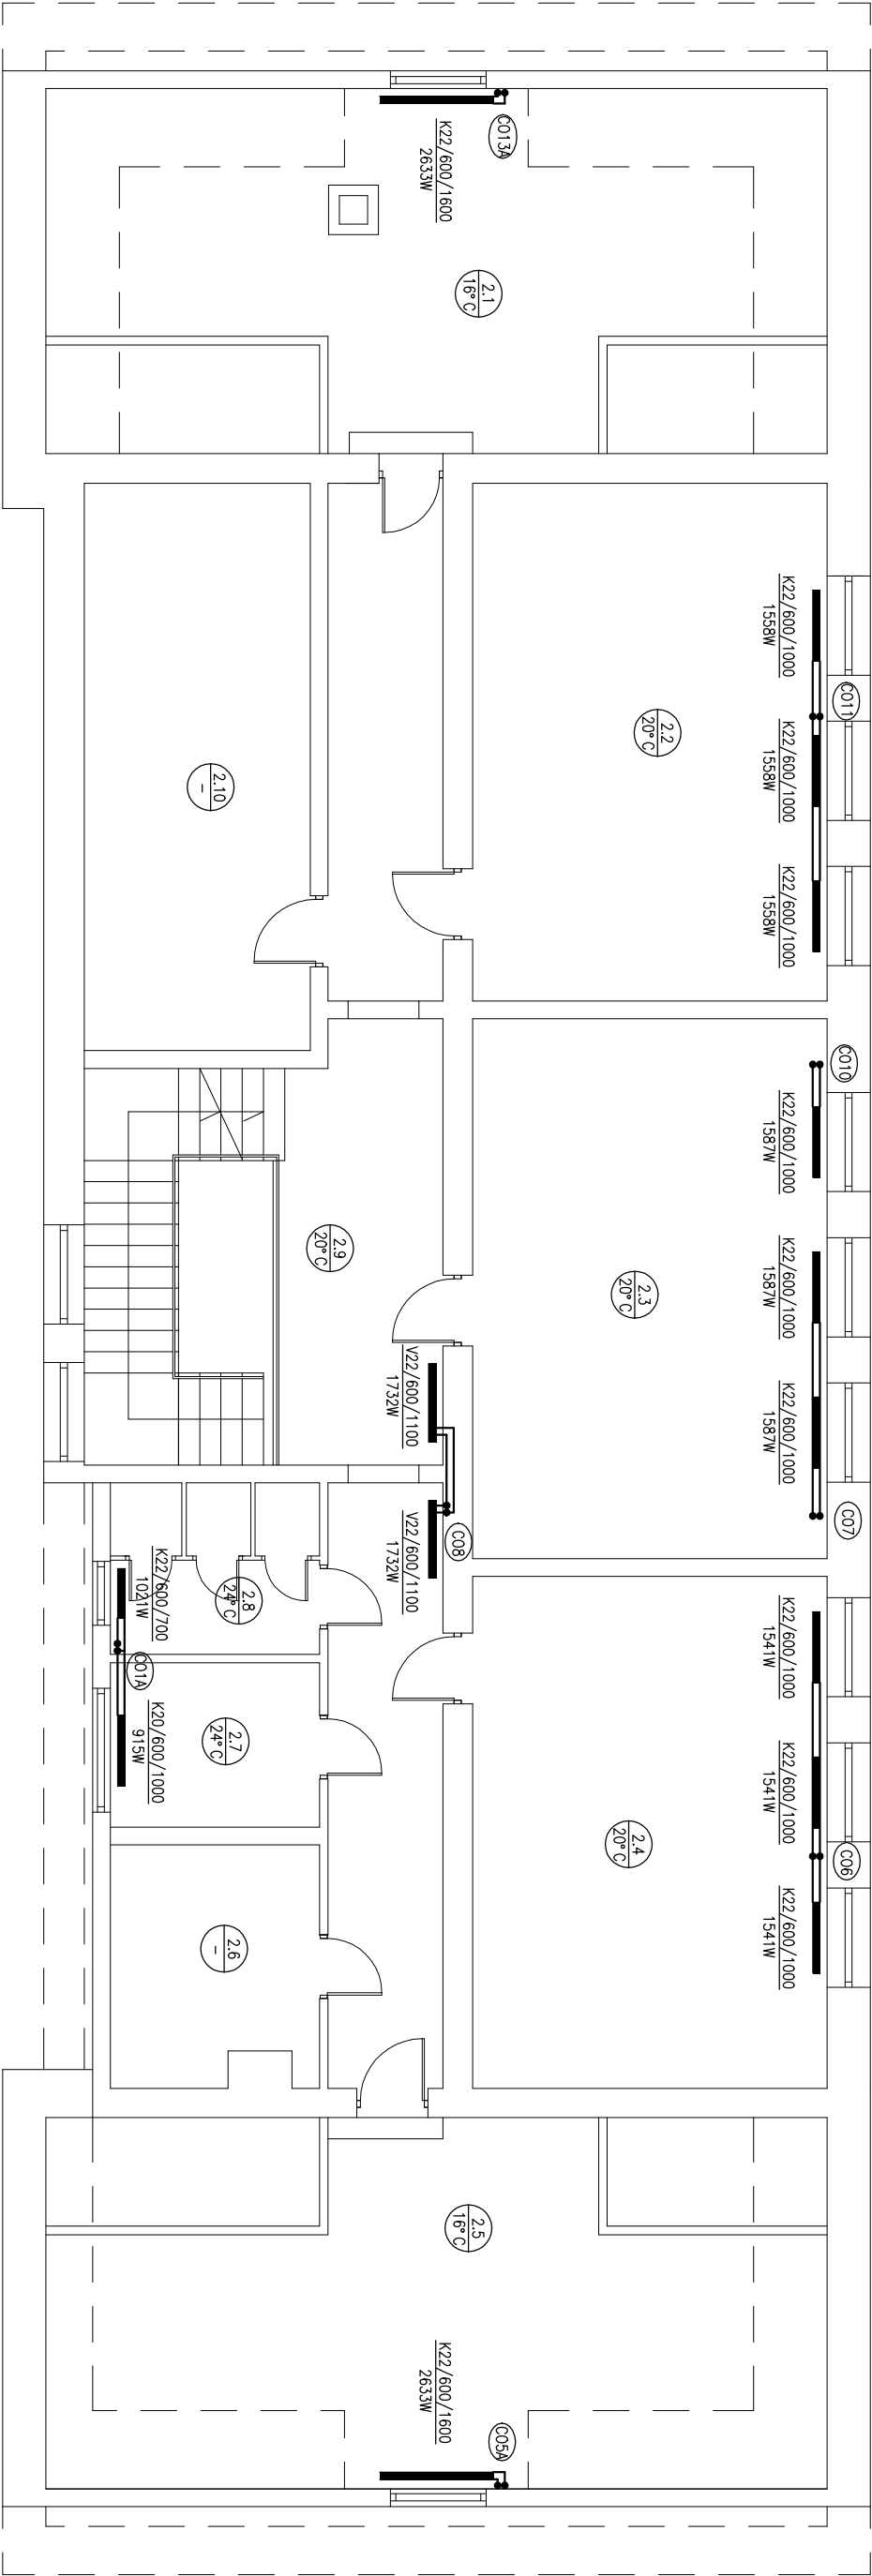 CO13A
K22/600/1600
2633W
2.1
16°C
K22/600/1000
1558W
CO11
K22/600/1000
1558W
K22/600/1000
1558W
2.2
20°C
2.10
–
CO10
K22/600/1000
1587W
K22/600/1000
1587W
K22/600/1000
1587W
CO7
2.3
20°C
2.9
20°C
V22/600/1100
1732W
V22/600/1100
1732W
CO8
K22/600/700
1021W
2.8
24°C
CO1A
K20/600/1000
915W
2.7
24°C
K22/600/1000
1541W
K22/600/1000
1541W
CO6
K22/600/1000
1541W
2.4
20°C
2.6
–
2.5
16°C
K22/600/1600
2633W
CO5A